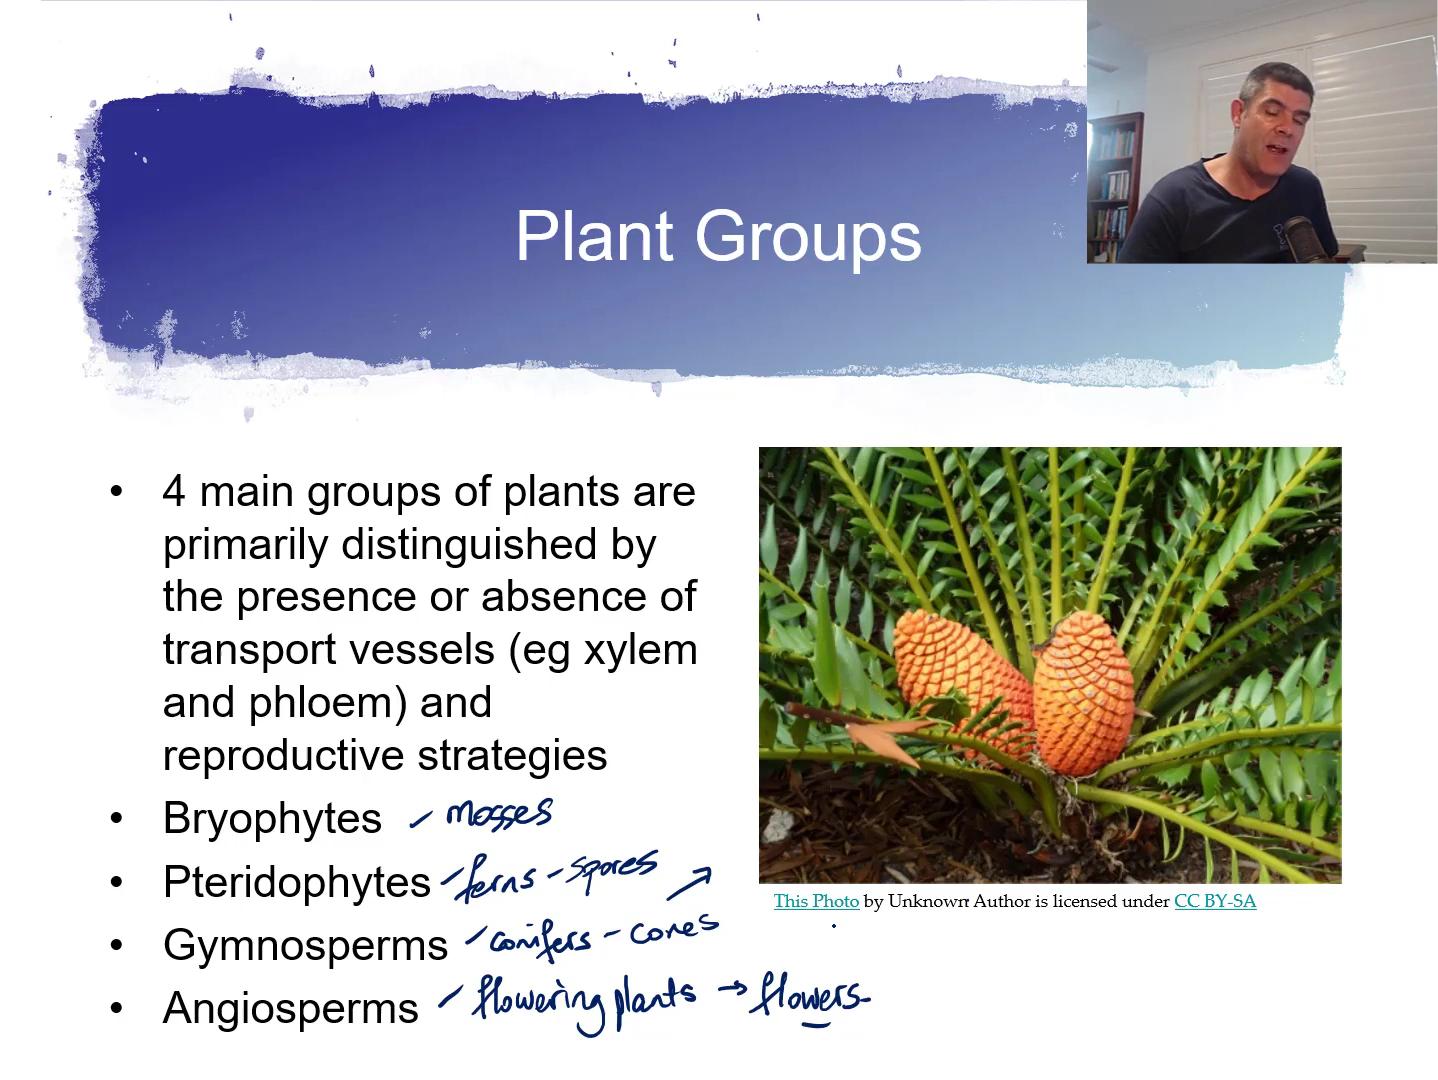 Plant Groups
• 4 main groups of plants are
primarily distinguished by
the presence or absence of
transport vessels (eg xylem
and phloem) and
reproductive strategies
• Bryophytes - mosses
• Pteridophytes - ferns - spores
• Gymnosperms - conifers - cones
• Angiosperms - flowering plants → flowers
This Photo by Unknown Author is licensed under CC BY-SA